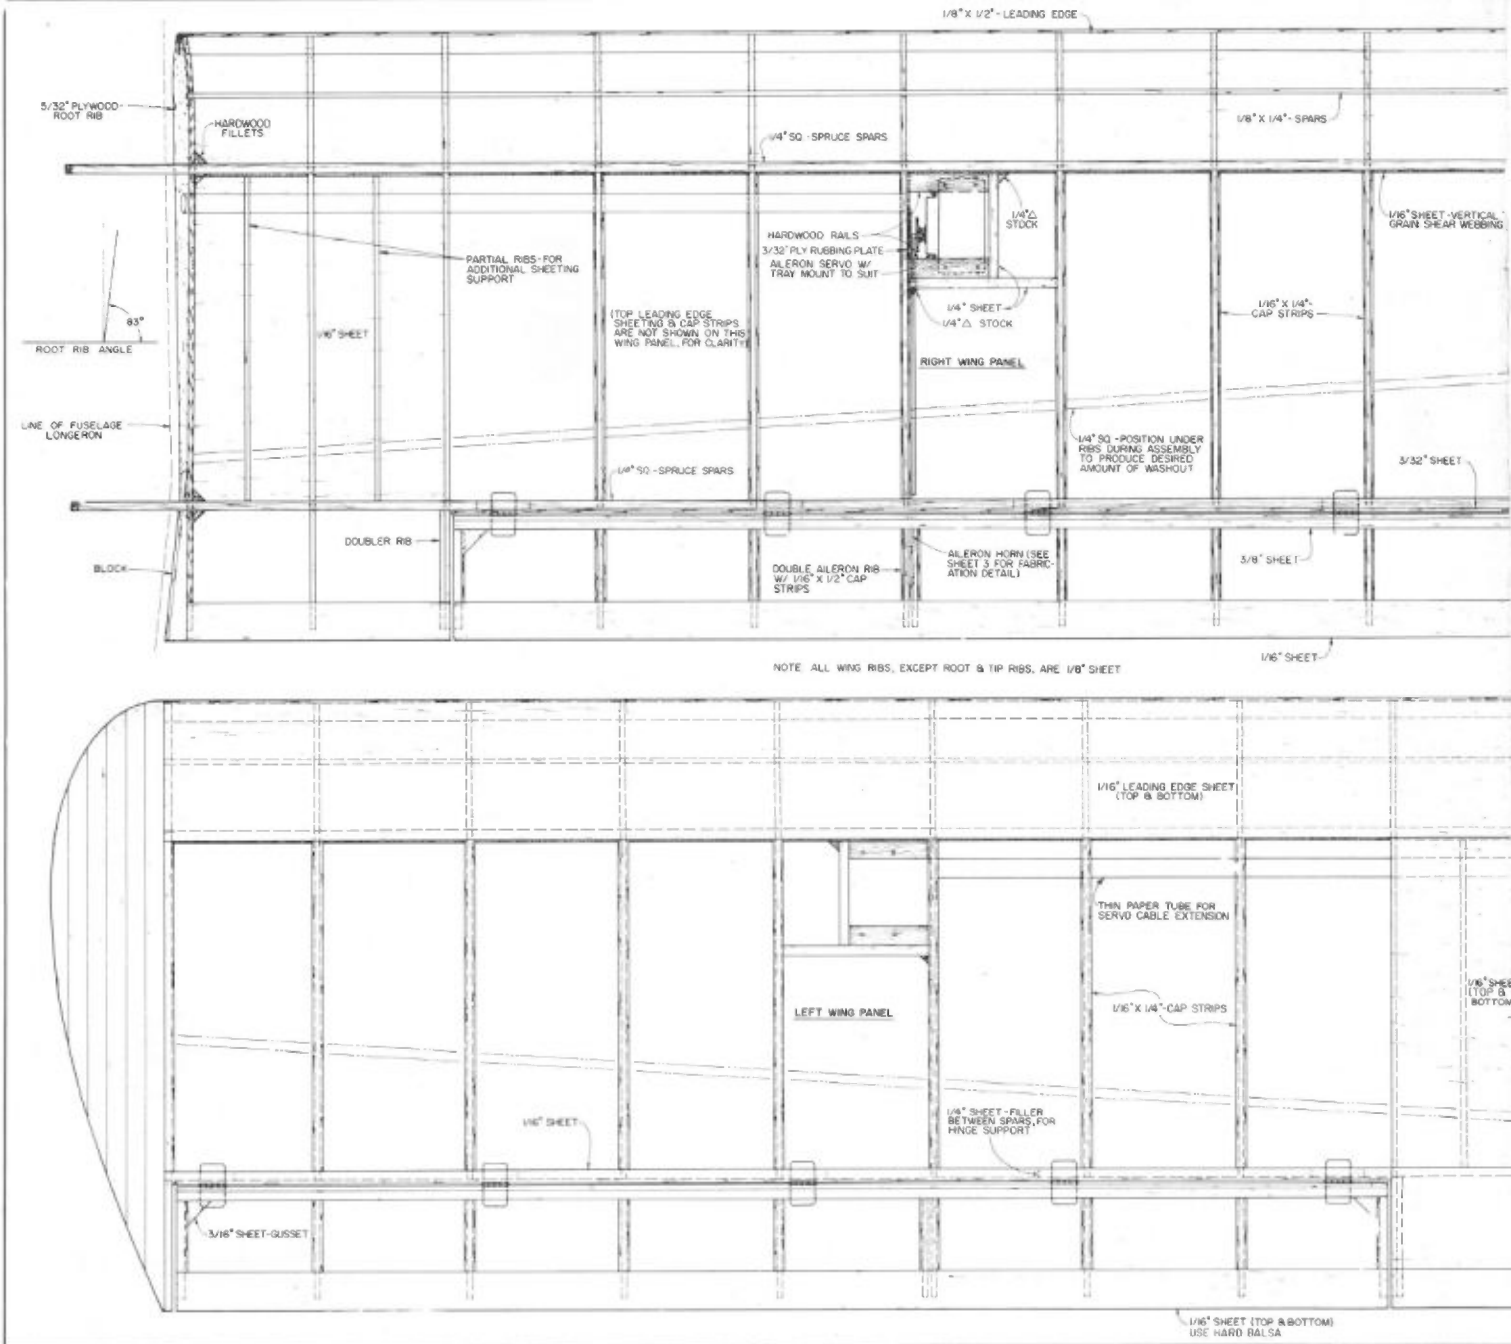 1/8" X 1/2"-LEADING EDGE
5/32" PLYWOOD-
ROOT RIB
HARDWOOD
FILLETS
1/4" SQ.-SPRUCE SPARS
1/8" X 1/4"-SPARS
1/4"△
STOCK
1/16" SHEET-VERTICAL
GRAIN SHEAR WEBBING
HARDWOOD RAILS
3/32" PLY RUBBING PLATE
AILERON SERVO W/
TRAY MOUNT TO SUIT
PARTIAL RIBS-FOR
ADDITIONAL SHEETING
SUPPORT
83°
ROOT RIB ANGLE
1/16" SHEET
(TOP LEADING EDGE
SHEETING & CAP STRIPS
ARE NOT SHOWN ON THIS
WING PANEL, FOR CLARITY)
1/4" SHEET
1/4"△ STOCK
1/16" X 1/4"-
CAP STRIPS
RIGHT WING PANEL
LINE OF FUSELAGE
LONGERON
1/4" SQ.-POSITION UNDER
RIBS DURING ASSEMBLY
TO PRODUCE DESIRED
AMOUNT OF WASHOUT
SQ.-SPRUCE SPARS
3/32" SHEET
DOUBLER RIB
BLOCK
DOUBLE AILERON RIB
W/ 1/16" X 1/2" CAP
STRIPS
AILERON HORN (SEE
SHEET 3 FOR FABRIC-
ATION DETAIL)
3/8" SHEET
1/16" SHEET
NOTE ALL WING RIBS, EXCEPT ROOT & TIP RIBS, ARE 1/8" SHEET
1/16" LEADING EDGE SHEET
(TOP & BOTTOM)
THIN PAPER TUBE FOR
SERVO CABLE EXTENSION
1/16" SHEE
(TOP &
BOTTOM
LEFT WING PANEL
1/16" X 1/4"-CAP STRIPS
1/16" SHEET
1/4" SHEET-FILLER
BETWEEN SPARS, FOR
HINGE SUPPORT
3/16" SHEET-GUSSET
1/16" SHEET (TOP & BOTTOM)
USE HARD BALSA